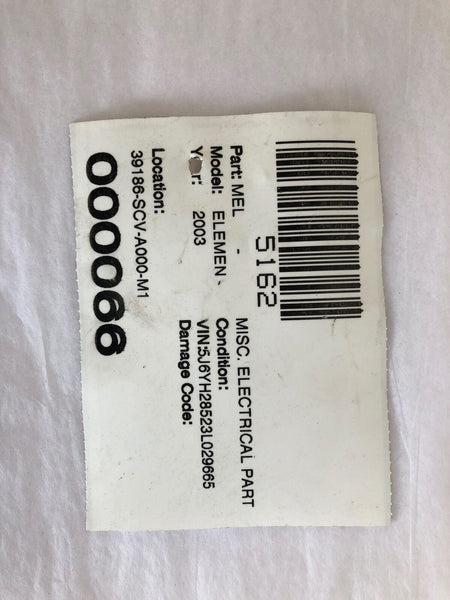 5162
Part: MEL - MISC. ELECTRICAL PART
Model: ELEMEN - Condition:
Year: 2003 VIN:5J6YH28523L029665
Damage Code:
Location:
39186-SCV-A000-M1
000066